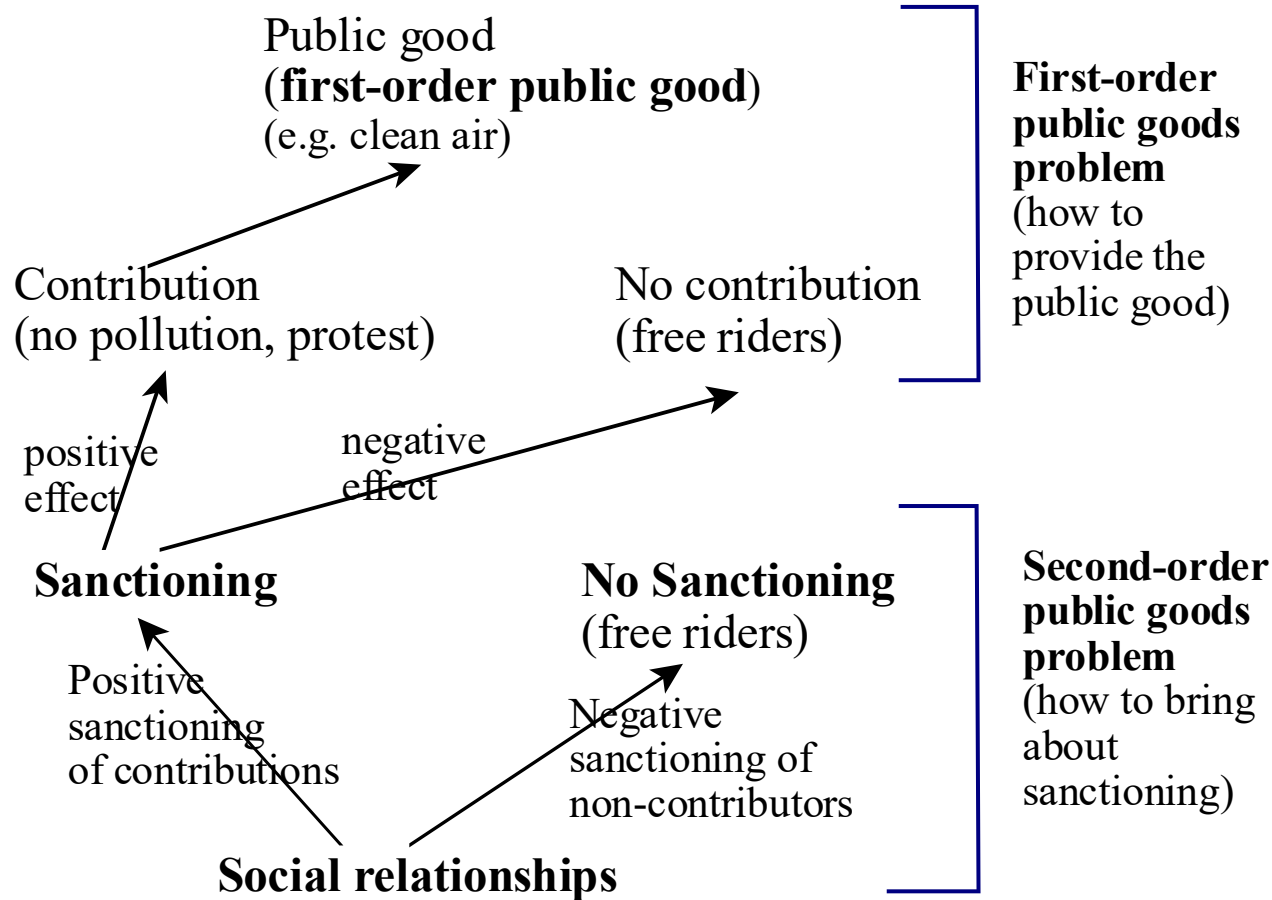 Public good
(first-order public good)
(e.g. clean air)
First-order
public goods
problem
(how to
provide the
public good)
Contribution
(no pollution, protest)
No contribution
(free riders)
positive
effect
negative
effect
Sanctioning
No Sanctioning
(free riders)
Second-order
public goods
problem
(how to bring
about
sanctioning)
Positive
sanctioning
of contributions
Negative
sanctioning of
non-contributors
Social relationships